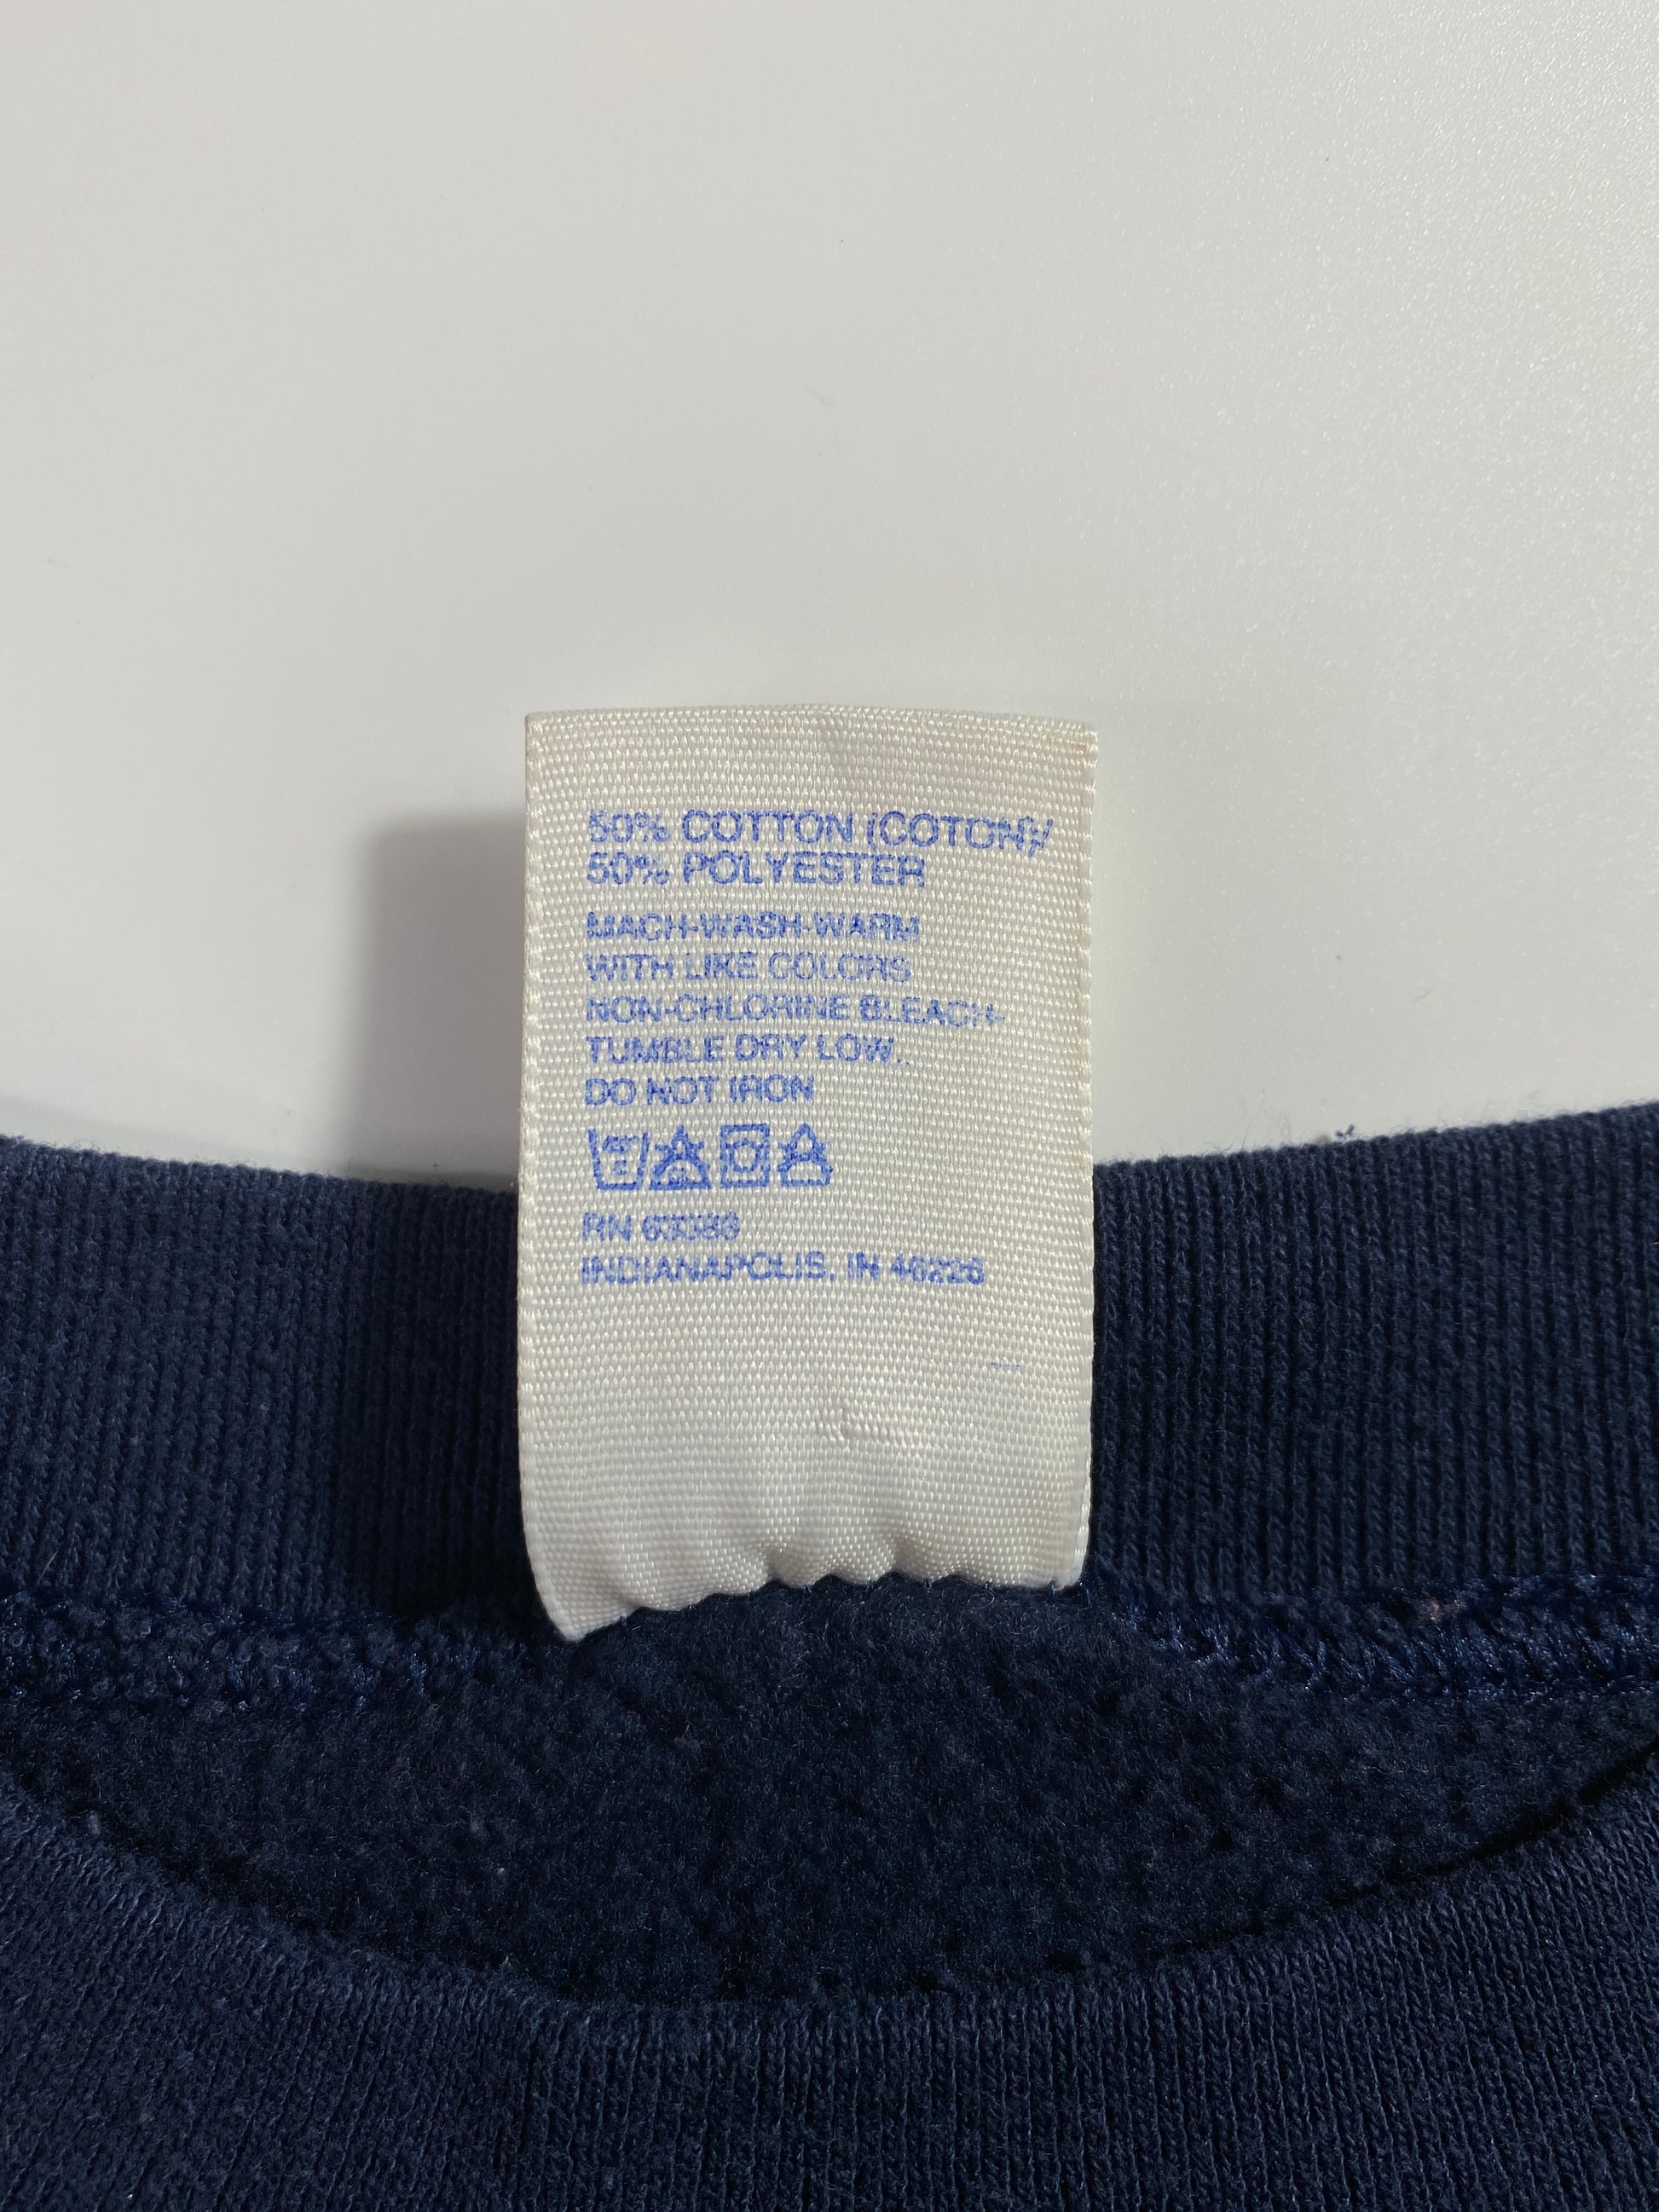 50% COTTON (COTON)/
50% POLYESTER
MACH-WASH-WARM
WITH LIKE COLORS
NON-CHLORINE BLEACH-
TUMBLE DRY LOW.
DO NOT IRON
RN
INDIANAPOLIS, IN 46226